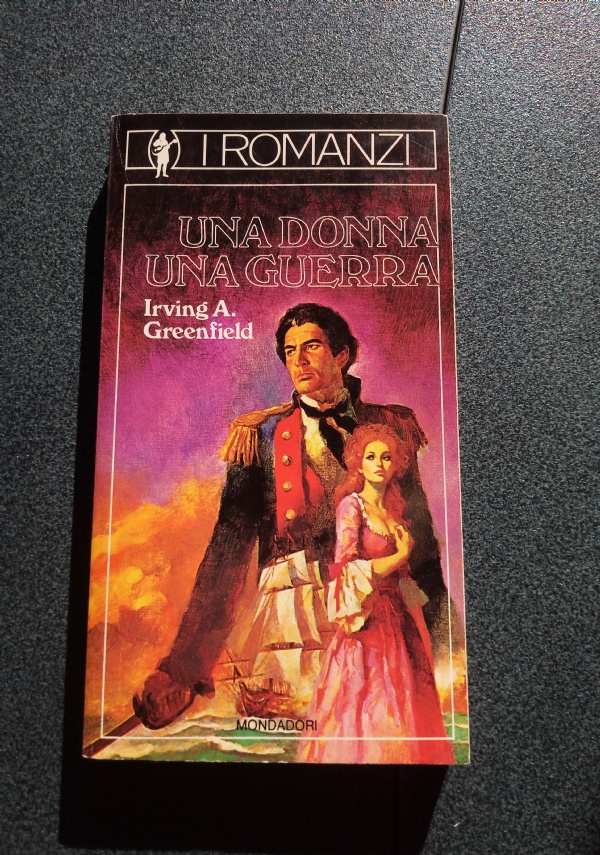 I ROMANZI
UNA DONNA
UNA GUERRA
Irving A.
Greenfield
MONDADORI